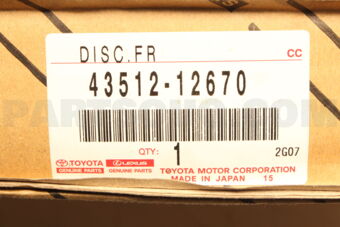 DISC.FR CC
43512-12670
QTY: 1 2G07
TOYOTA LEXUS TOYOTA MOTOR CORPORATION
GENUINE PARTS GENUINE PARTS MADE IN JAPAN 15